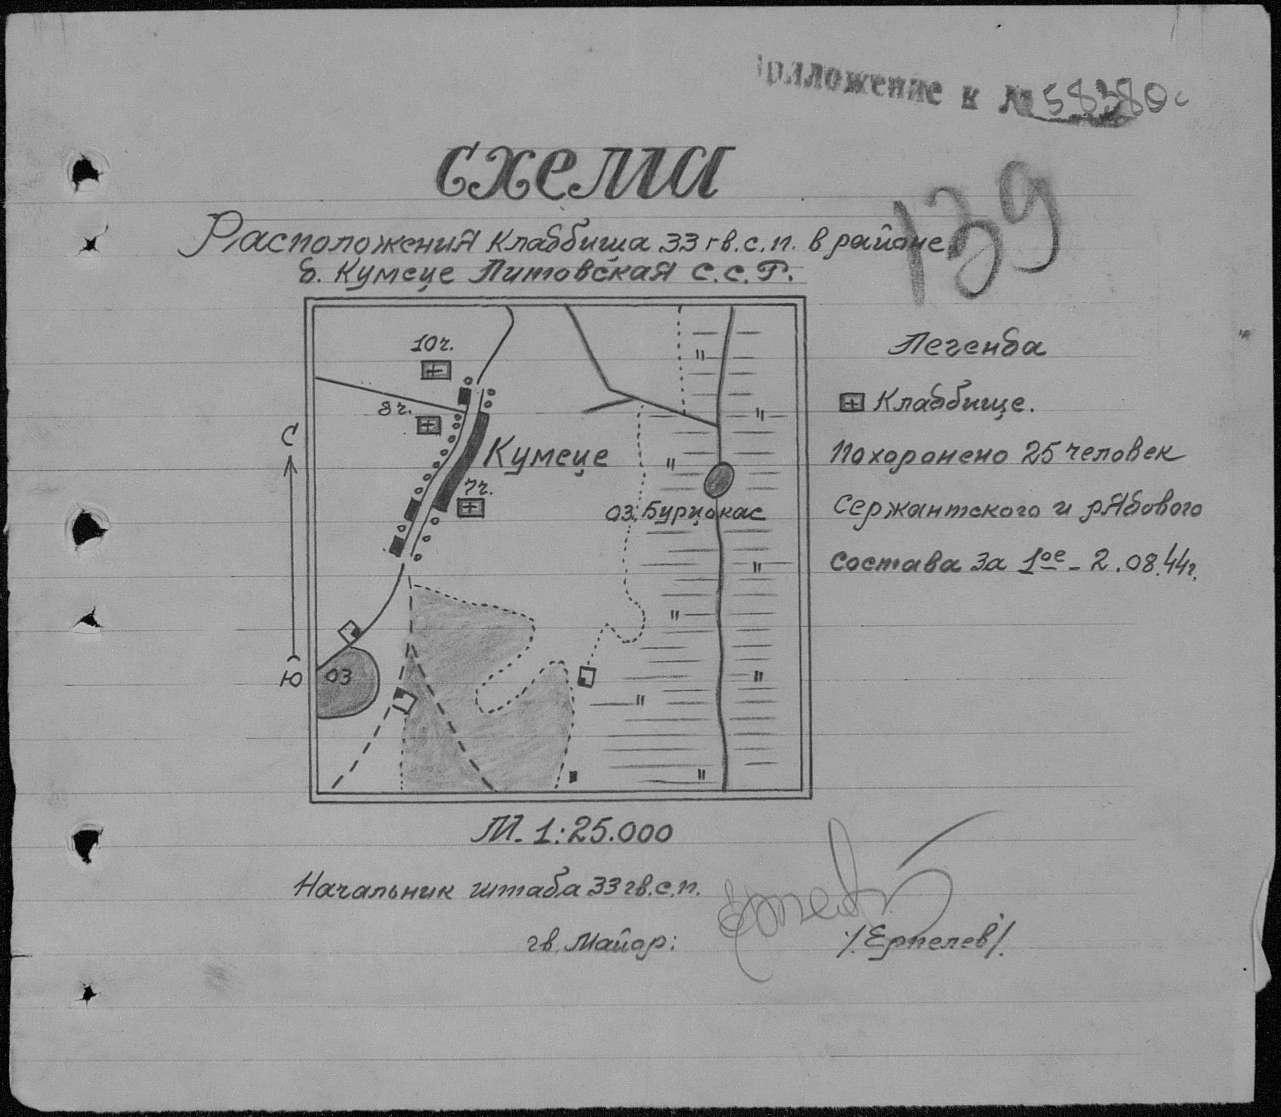 Приложение к № 58380с
139
Схема
Расположения кладбища 33 гв.с.п. в районе
д. Кумеце Литовская С.С.Р.
10ч.
8ч.
Кумеце
7ч.
оз. Бурцокас
С
Ю
ОЗ
Легенда
Кладбище.
Похоронено 25 человек
Сержантского и рядового
состава за 1ое - 2.08.44г.
М. 1:25.000
Начальник штаба 33 гв.с.п.
гв. Майор:
/Ерпелев/.